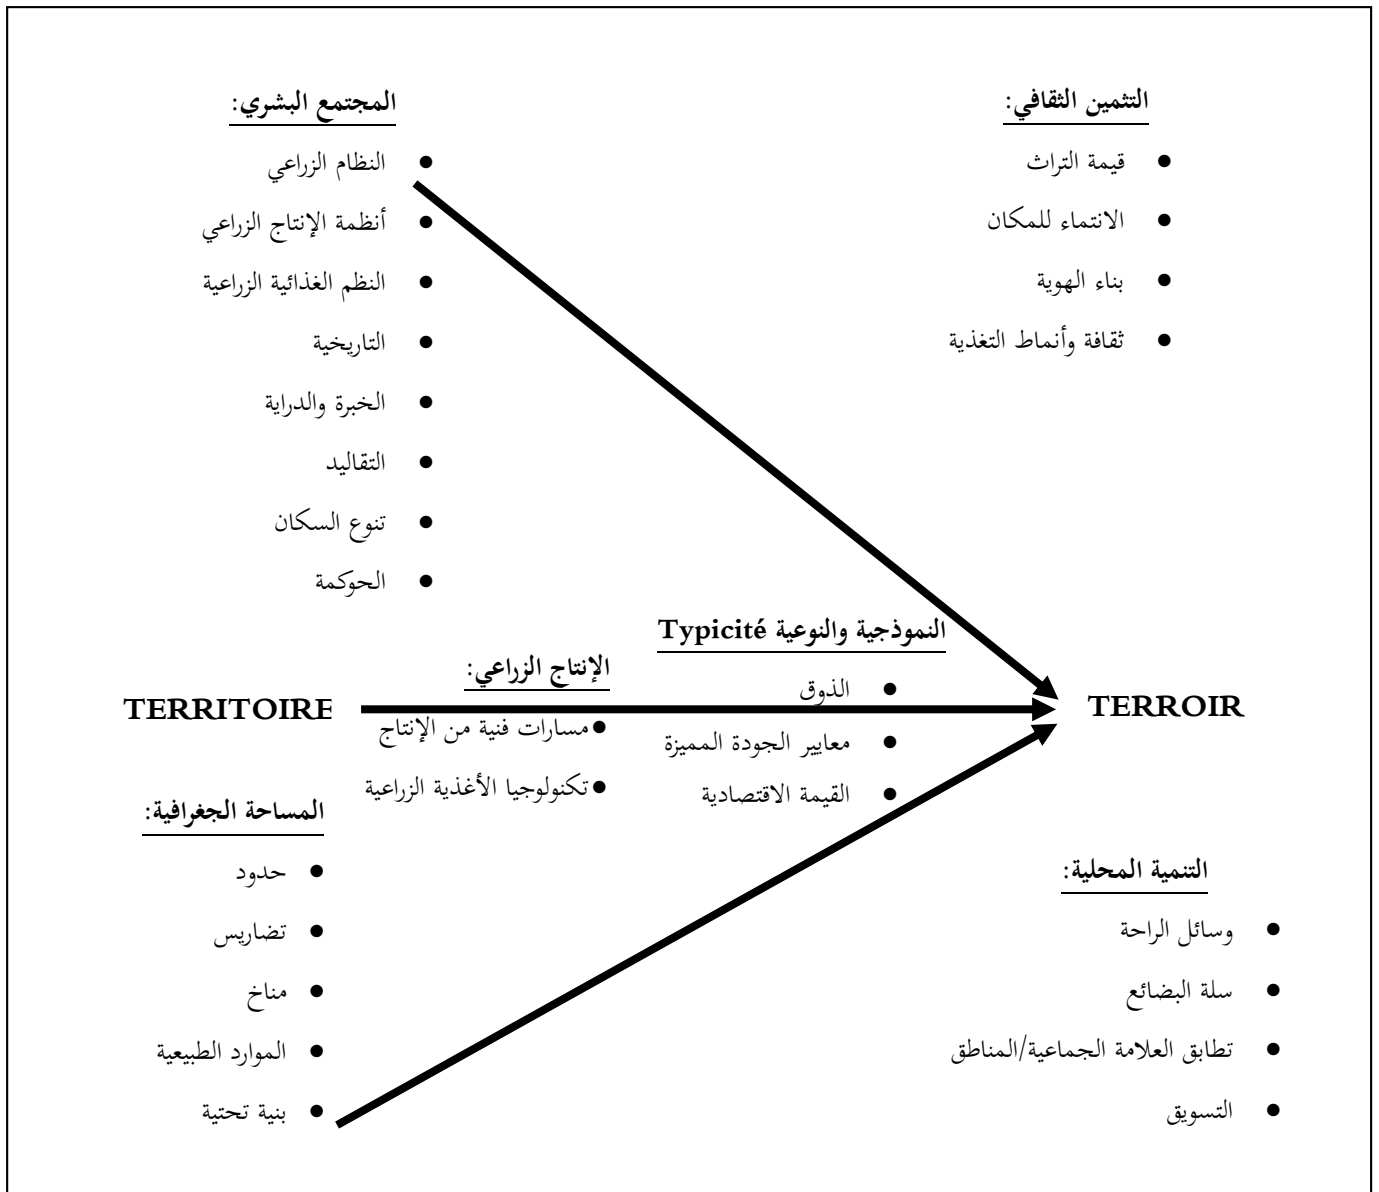 التثمين الثقافي:
قيمة التراث
الانتماء للمكان
بناء الهوية
ثقافة وأنماط التغذية
المجتمع البشري:
النظام الزراعي
أنظمة الإنتاج الزراعي
النظم الغذائية الزراعية
التاريخية
الخبرة والدراية
التقاليد
تنوع السكان
الحوكمة
النموذجية والنوعية Typicité
الذوق
معايير الجودة المميزة
القيمة الاقتصادية
الإنتاج الزراعي:
مسارات فنية من الإنتاج
تكنولوجيا الأغذية الزراعية
TERROIR
TERRITOIRE
التنمية المحلية:
وسائل الراحة
سلة البضائع
تطابق العلامة الجماعية/المناطق
التسويق
المساحة الجغرافية:
حدود
تضاريس
مناخ
الموارد الطبيعية
بنية تحتية